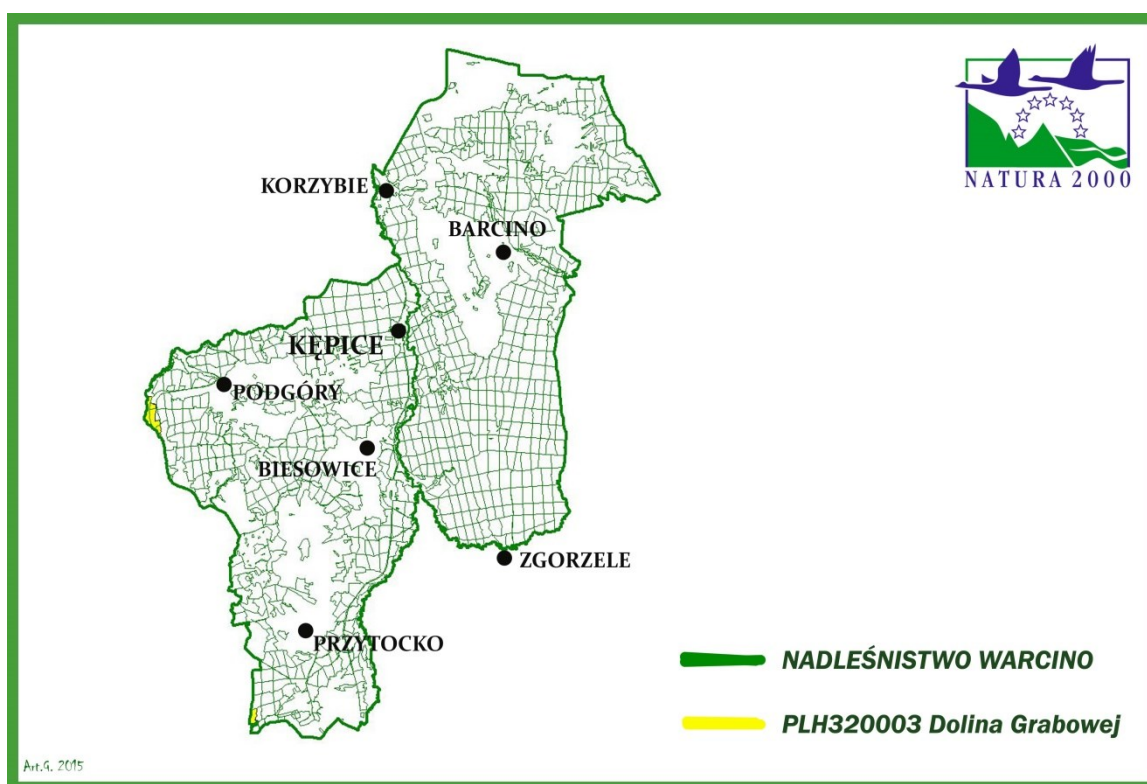 NATURA 2000
KORZYBIE
BARCINO
KĘPICE
PODGÓRY
BIESOWICE
ZGORZELE
PRZYTOCKO
NADLEŚNISTWO WARCINO
PLH320003 Dolina Grabowej
Art.G. 2015